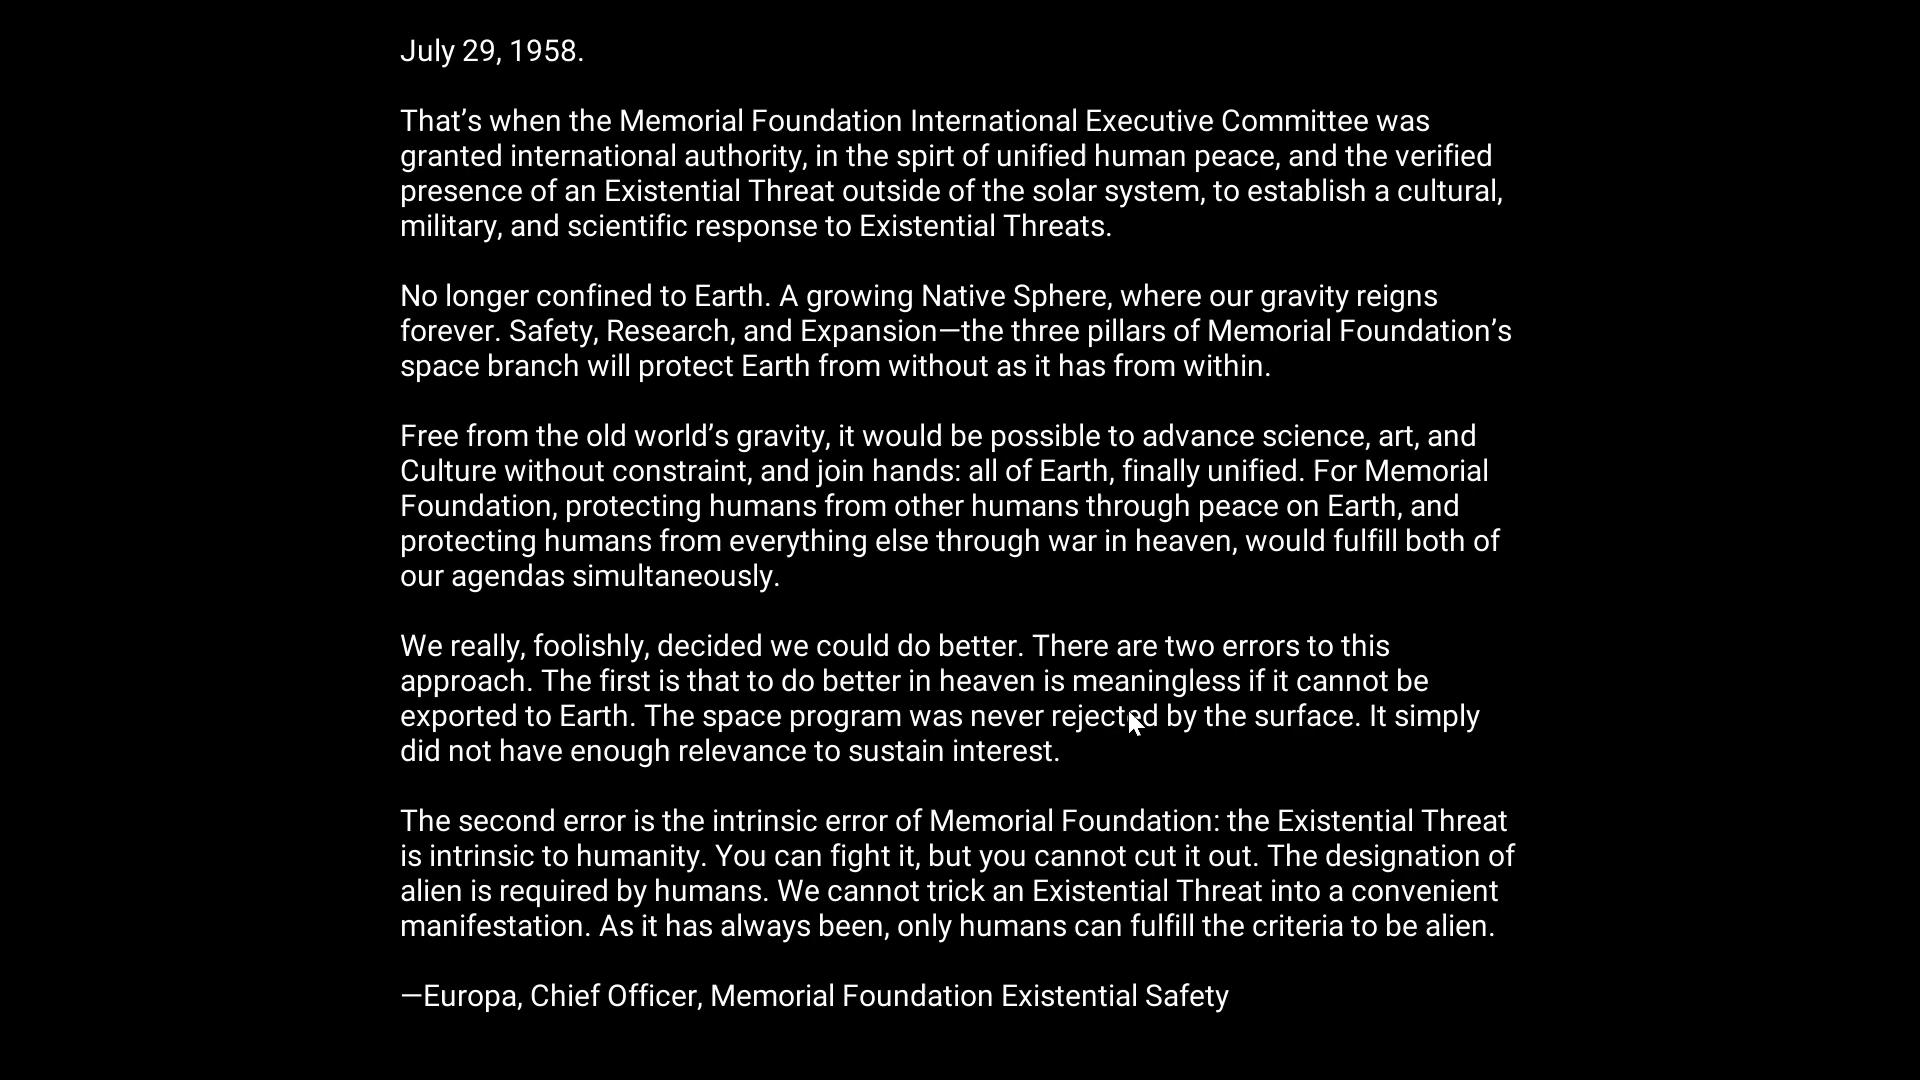 July 29, 1958.
That’s when the Memorial Foundation International Executive Committee was
granted international authority, in the spirt of unified human peace, and the verified
presence of an Existential Threat outside of the solar system, to establish a cultural,
military, and scientific response to Existential Threats.
No longer confined to Earth. A growing Native Sphere, where our gravity reigns
forever. Safety, Research, and Expansion—the three pillars of Memorial Foundation’s
space branch will protect Earth from without as it has from within.
Free from the old world’s gravity, it would be possible to advance science, art, and
Culture without constraint, and join hands: all of Earth, finally unified. For Memorial
Foundation, protecting humans from other humans through peace on Earth, and
protecting humans from everything else through war in heaven, would fulfill both of
our agendas simultaneously.
We really, foolishly, decided we could do better. There are two errors to this
approach. The first is that to do better in heaven is meaningless if it cannot be
exported to Earth. The space program was never rejected by the surface. It simply
did not have enough relevance to sustain interest.
The second error is the intrinsic error of Memorial Foundation: the Existential Threat
is intrinsic to humanity. You can fight it, but you cannot cut it out. The designation of
alien is required by humans. We cannot trick an Existential Threat into a convenient
manifestation. As it has always been, only humans can fulfill the criteria to be alien.
—Europa, Chief Officer, Memorial Foundation Existential Safety